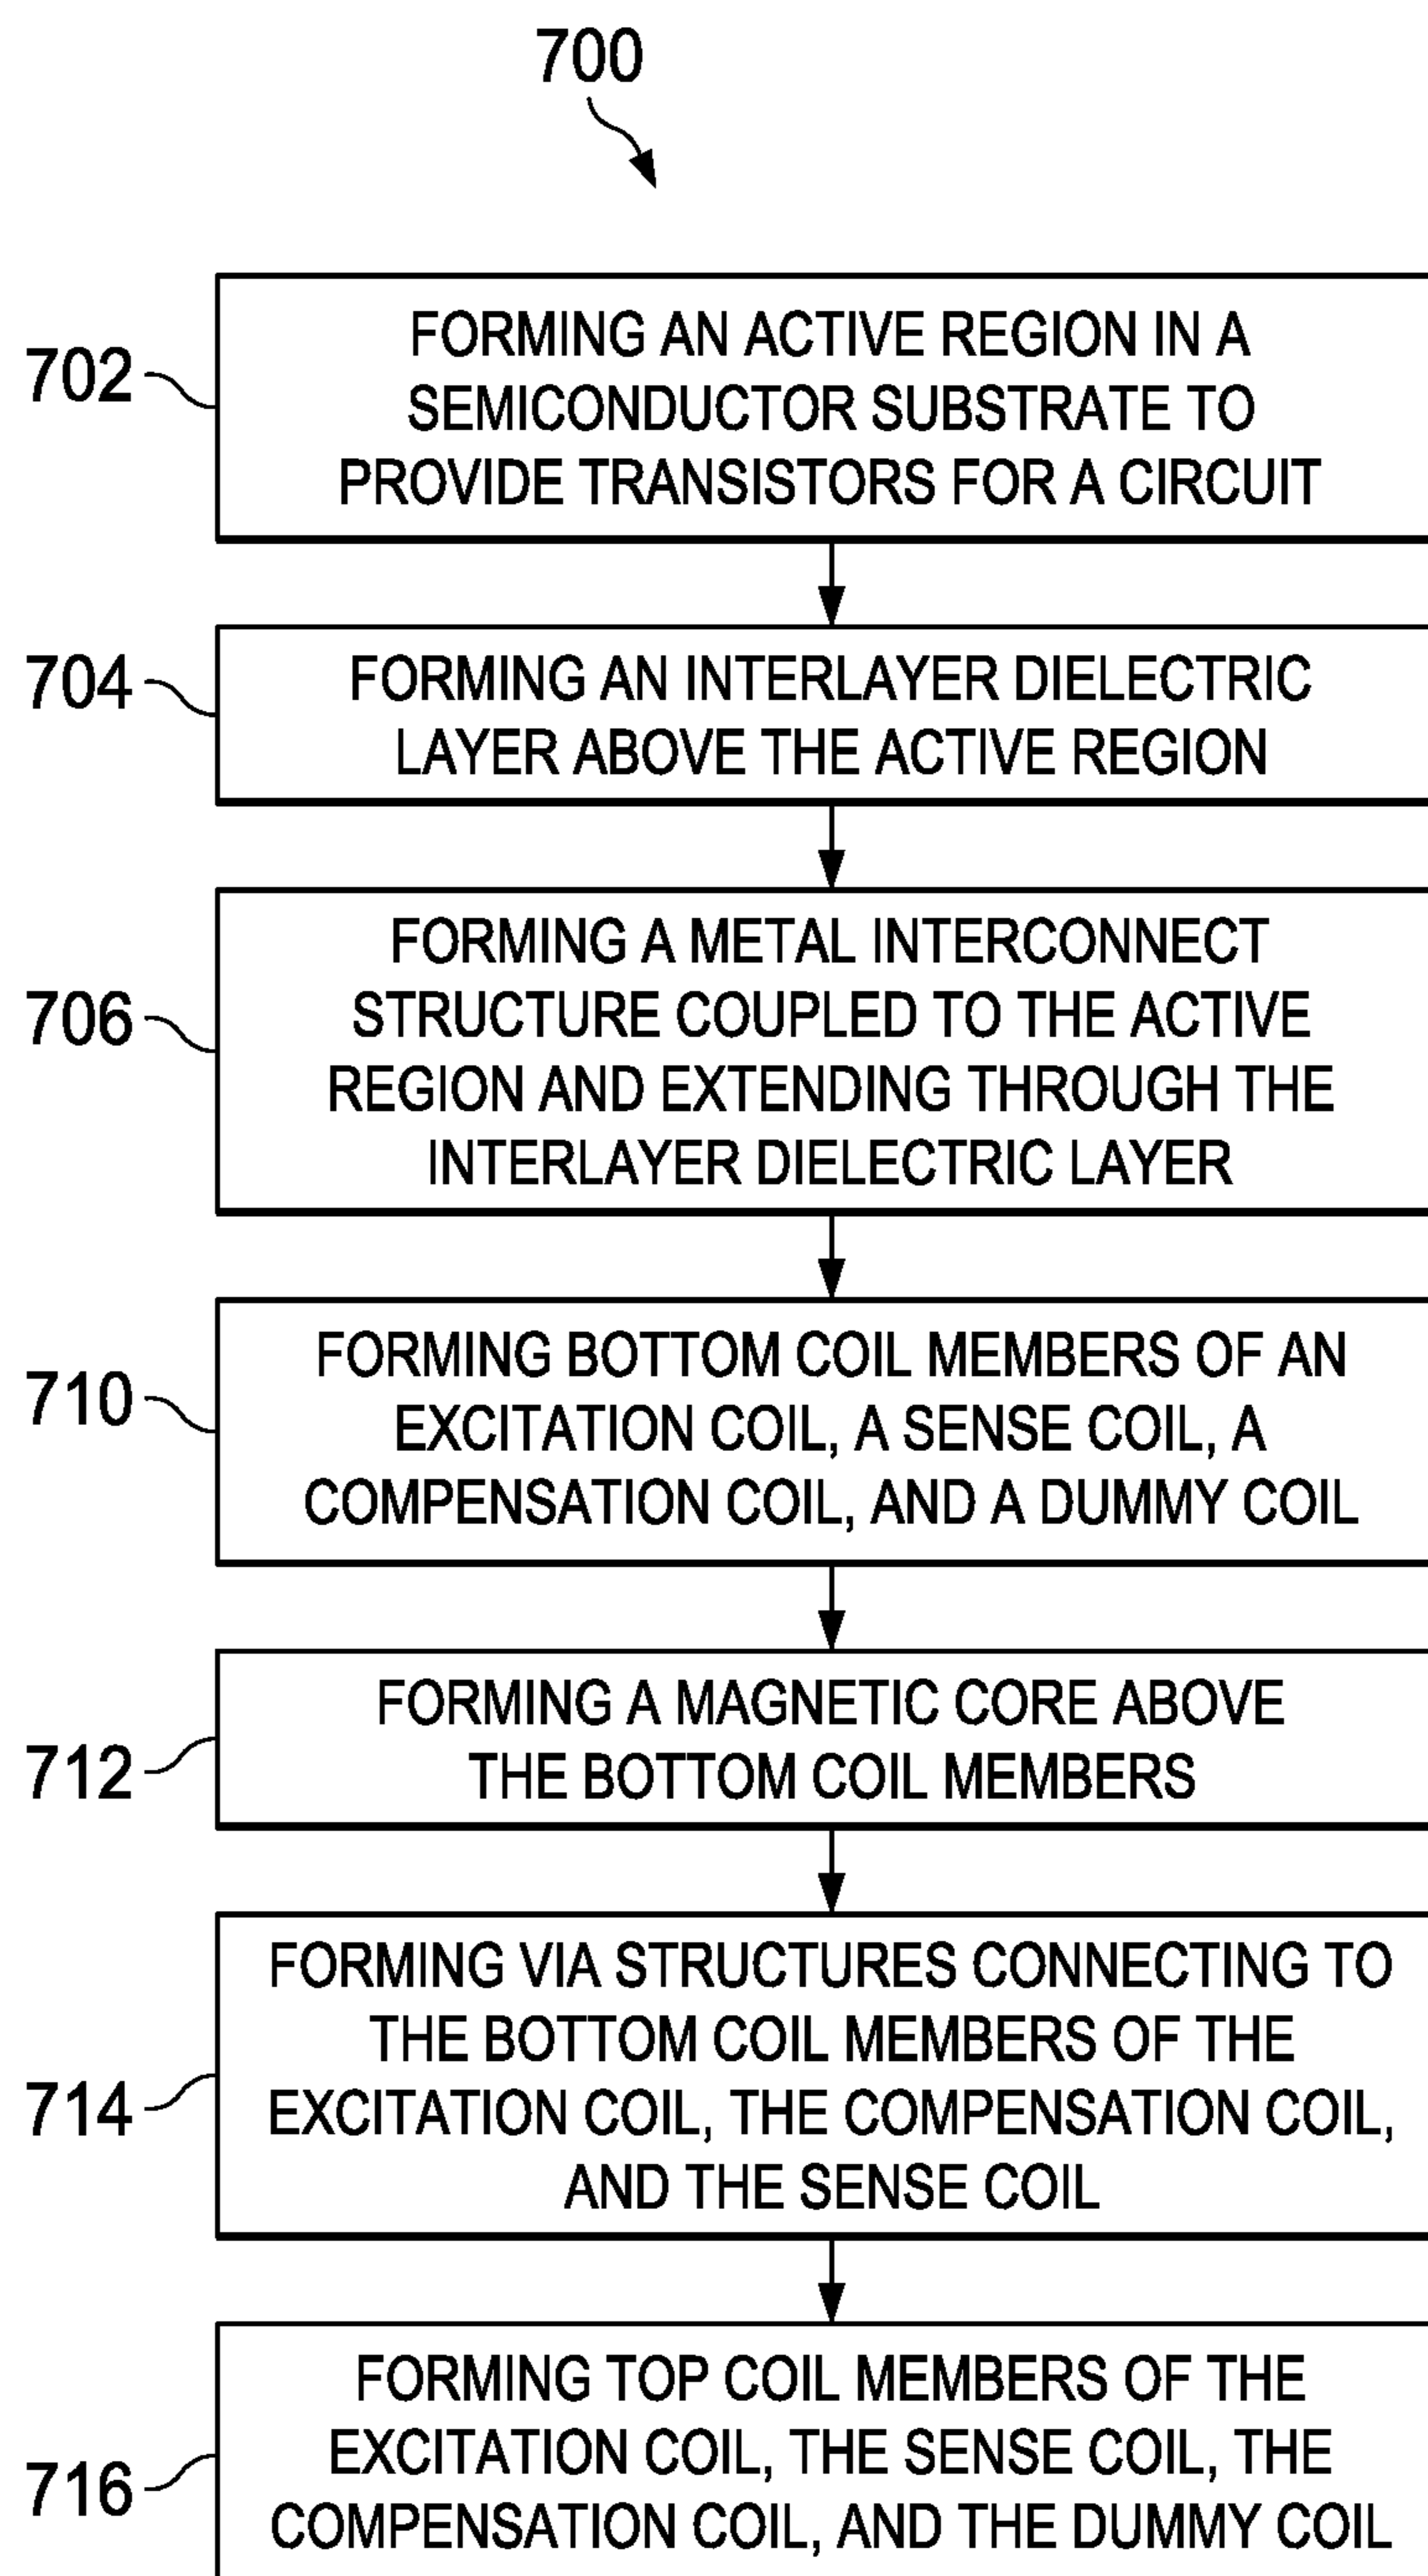 700
702
FORMING AN ACTIVE REGION IN A
SEMICONDUCTOR SUBSTRATE TO
PROVIDE TRANSISTORS FOR A CIRCUIT
704
FORMING AN INTERLAYER DIELECTRIC
LAYER ABOVE THE ACTIVE REGION
706
FORMING A METAL INTERCONNECT
STRUCTURE COUPLED TO THE ACTIVE
REGION AND EXTENDING THROUGH THE
INTERLAYER DIELECTRIC LAYER
710
FORMING BOTTOM COIL MEMBERS OF AN
EXCITATION COIL, A SENSE COIL, A
COMPENSATION COIL, AND A DUMMY COIL
712
FORMING A MAGNETIC CORE ABOVE
THE BOTTOM COIL MEMBERS
714
FORMING VIA STRUCTURES CONNECTING TO
THE BOTTOM COIL MEMBERS OF THE
EXCITATION COIL, THE COMPENSATION COIL,
AND THE SENSE COIL
716
FORMING TOP COIL MEMBERS OF THE
EXCITATION COIL, THE SENSE COIL, THE
COMPENSATION COIL, AND THE DUMMY COIL